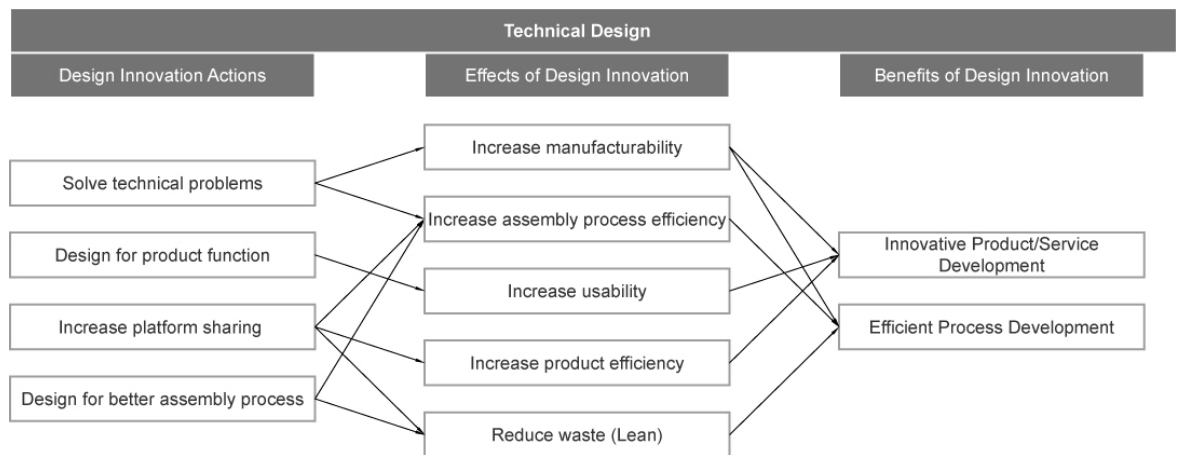 Technical Design
Design Innovation Actions
Effects of Design Innovation
Benefits of Design Innovation
Solve technical problems
Design for product function
Increase platform sharing
Design for better assembly process
Increase manufacturability
Increase assembly process efficiency
Increase usability
Increase product efficiency
Reduce waste (Lean)
Innovative Product/Service
Development
Efficient Process Development